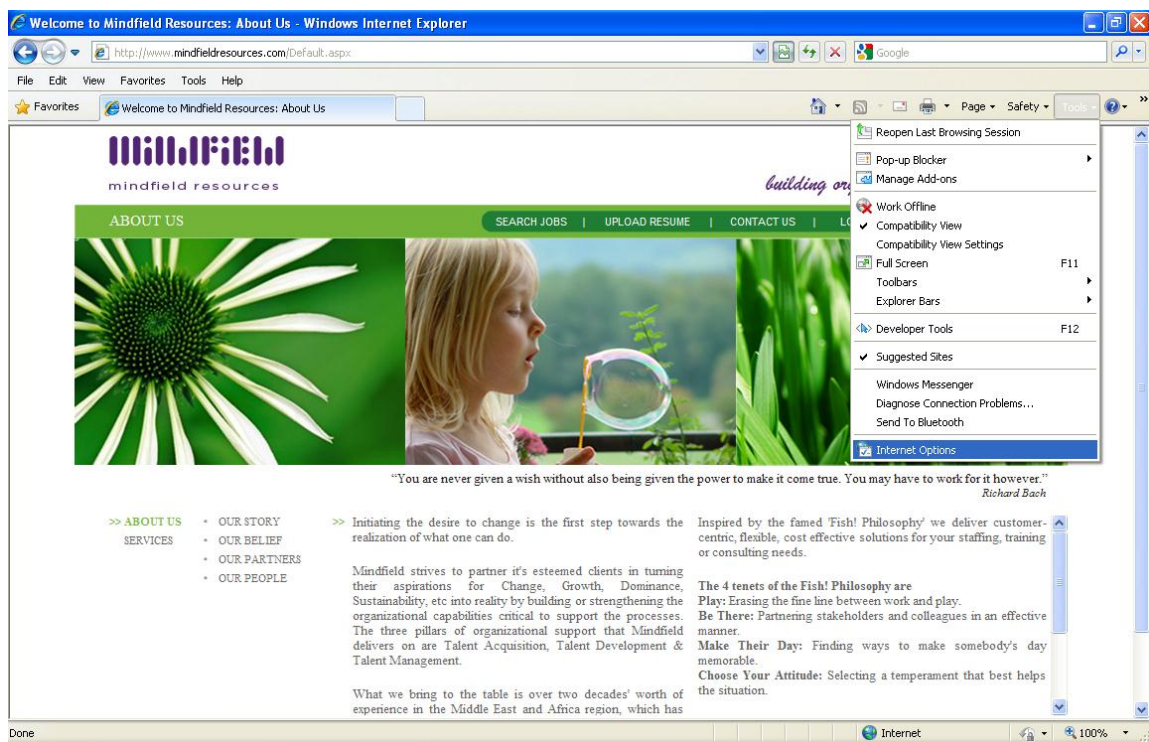 Welcome to Mindfield Resources: About Us - Windows Internet Explorer
http://www.mindfieldresources.com/Default.aspx
Google
File Edit View Favorites Tools Help
Favorites
Welcome to Mindfield Resources: About Us
Page
Safety
Tools
Reopen Last Browsing Session
Pop-up Blocker
Manage Add-ons
Work Offline
Compatibility View
Compatibility View Settings
Full Screen F11
Toolbars
Explorer Bars
Developer Tools F12
Suggested Sites
Windows Messenger
Diagnose Connection Problems...
Send To Bluetooth
Internet Options
MiNDFiElD
mindfield resources
building
ABOUT US
SEARCH JOBS | UPLOAD RESUME | CONTACT US |
“You are never given a wish without also being given the power to make it come true. You may have to work for it however.”
Richard Bach
>> ABOUT US
SERVICES
• OUR STORY
• OUR BELIEF
• OUR PARTNERS
• OUR PEOPLE
>> Initiating the desire to change is the first step towards the
realization of what one can do.
Mindfield strives to partner it's esteemed clients in turning
their aspirations for Change, Growth, Dominance,
Sustainability, etc into reality by building or strengthening the
organizational capabilities critical to support the processes.
The three pillars of organizational support that Mindfield
delivers on are Talent Acquisition, Talent Development &
Talent Management.
What we bring to the table is over two decades' worth of
experience in the Middle East and Africa region, which has
Inspired by the famed 'Fish! Philosophy' we deliver customer-
centric, flexible, cost effective solutions for your staffing, training
or consulting needs.
The 4 tenets of the Fish! Philosophy are
Play: Erasing the fine line between work and play.
Be There: Partnering stakeholders and colleagues in an effective
manner.
Make Their Day: Finding ways to make somebody's day
memorable.
Choose Your Attitude: Selecting a temperament that best helps
the situation.
Done
Internet
100%